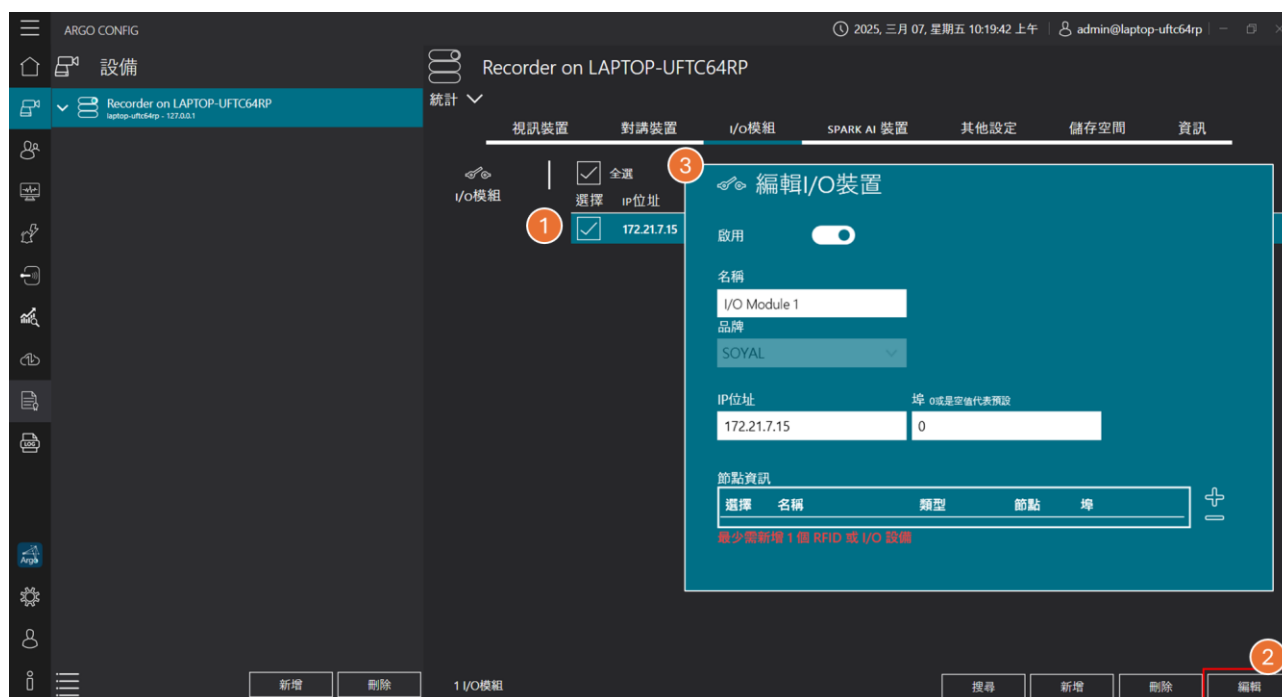 ARGO CONFIG
2025, 三月 07, 星期五 10:19:42 上午
admin@laptop-uftc64rp
設備
Recorder on LAPTOP-UFTC64RP
laptop-uftc64rp - 127.0.0.1
Recorder on LAPTOP-UFTC64RP
統計
視訊裝置 對講裝置 I/O模組 SPARK AI 裝置 其他設定 儲存空間 資訊
I/O模組
全選
選擇 IP位址
1
172.21.7.15
3
編輯I/O裝置
啟用
名稱
I/O Module 1
品牌
SOYAL
IP位址 埠 0或是空值代表預設
172.21.7.15 0
節點資訊
選擇 名稱 類型 節點 埠
最少需新增 1 個 RFID 或 I/O 設備
LOG
Argo
2
新增 刪除
1 I/O模組
搜尋 新增 刪除 編輯